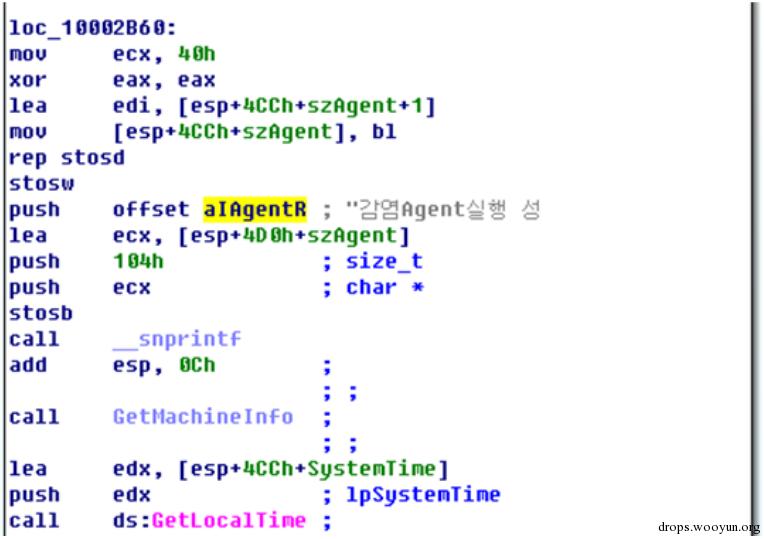 loc_10002B60:
mov ecx, 40h
xor eax, eax
lea edi, [esp+4CCh+szAgent+1]
mov [esp+4CCh+szAgent], bl
rep stosd
stosw
push offset aIAgentR ; "감염Agent실행 성
lea ecx, [esp+4D0h+szAgent]
push 104h ; size_t
push ecx ; char *
stosb
call __snprintf
add esp, 0Ch ;
; ;
call GetMachineInfo ;
; ;
lea edx, [esp+4CCh+SystemTime]
push edx ; lpSystemTime
call ds:GetLocalTime ;
drops.wooyun.org